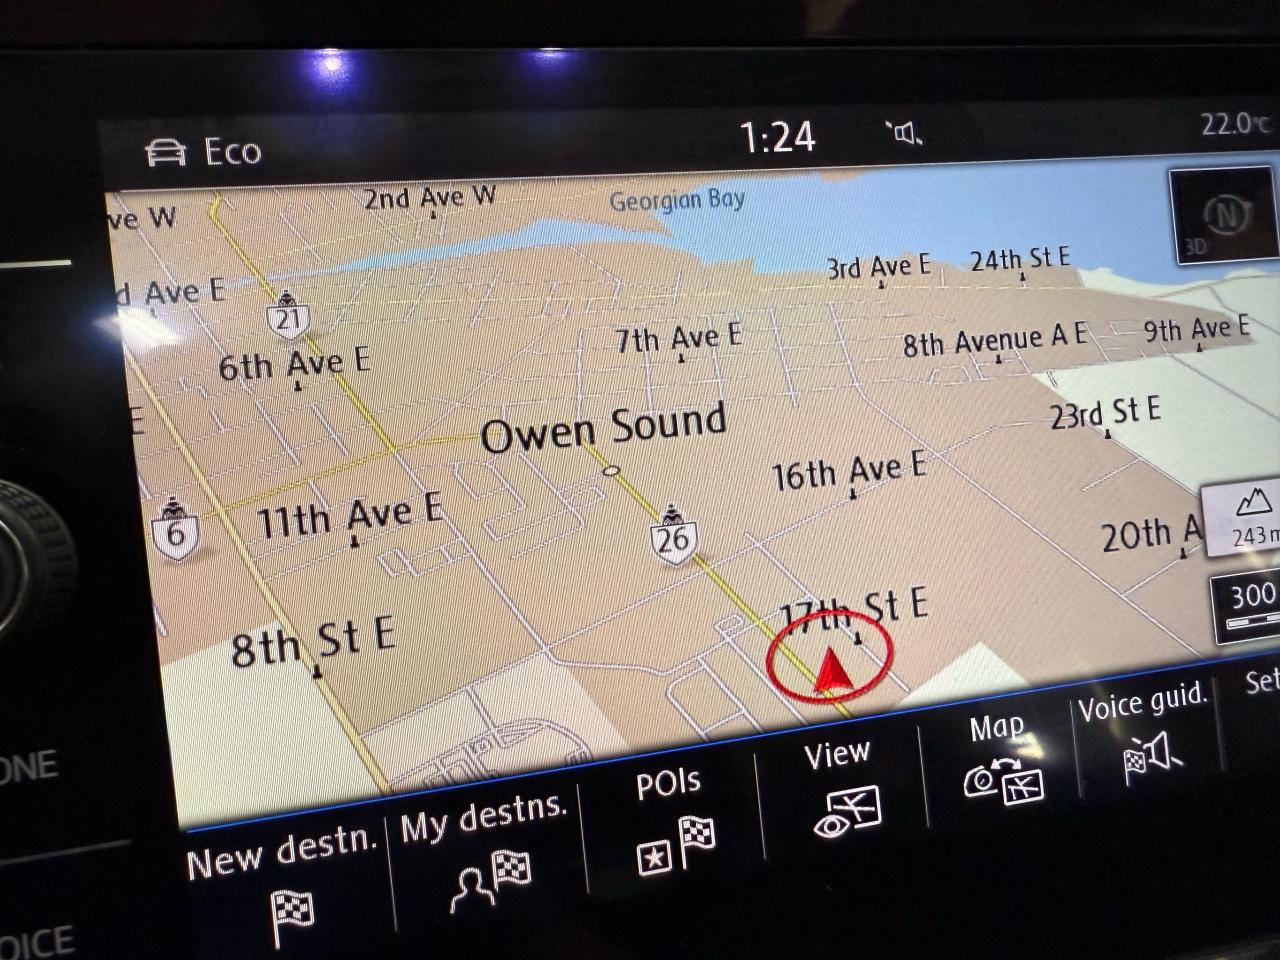 Eco
1:24
22.0°C
ve W
2nd Ave W
Georgian Bay
N
3D
d Ave E
21
3rd Ave E
24th St E
6th Ave E
7th Ave E
8th Avenue A E
9th Ave E
E
Owen Sound
23rd St E
16th Ave E
6
11th Ave E
26
20th A
243m
8th St E
17th St E
300
ONE
New destn.
My destns.
POIs
View
Map
Voice guid.
Set
OICE